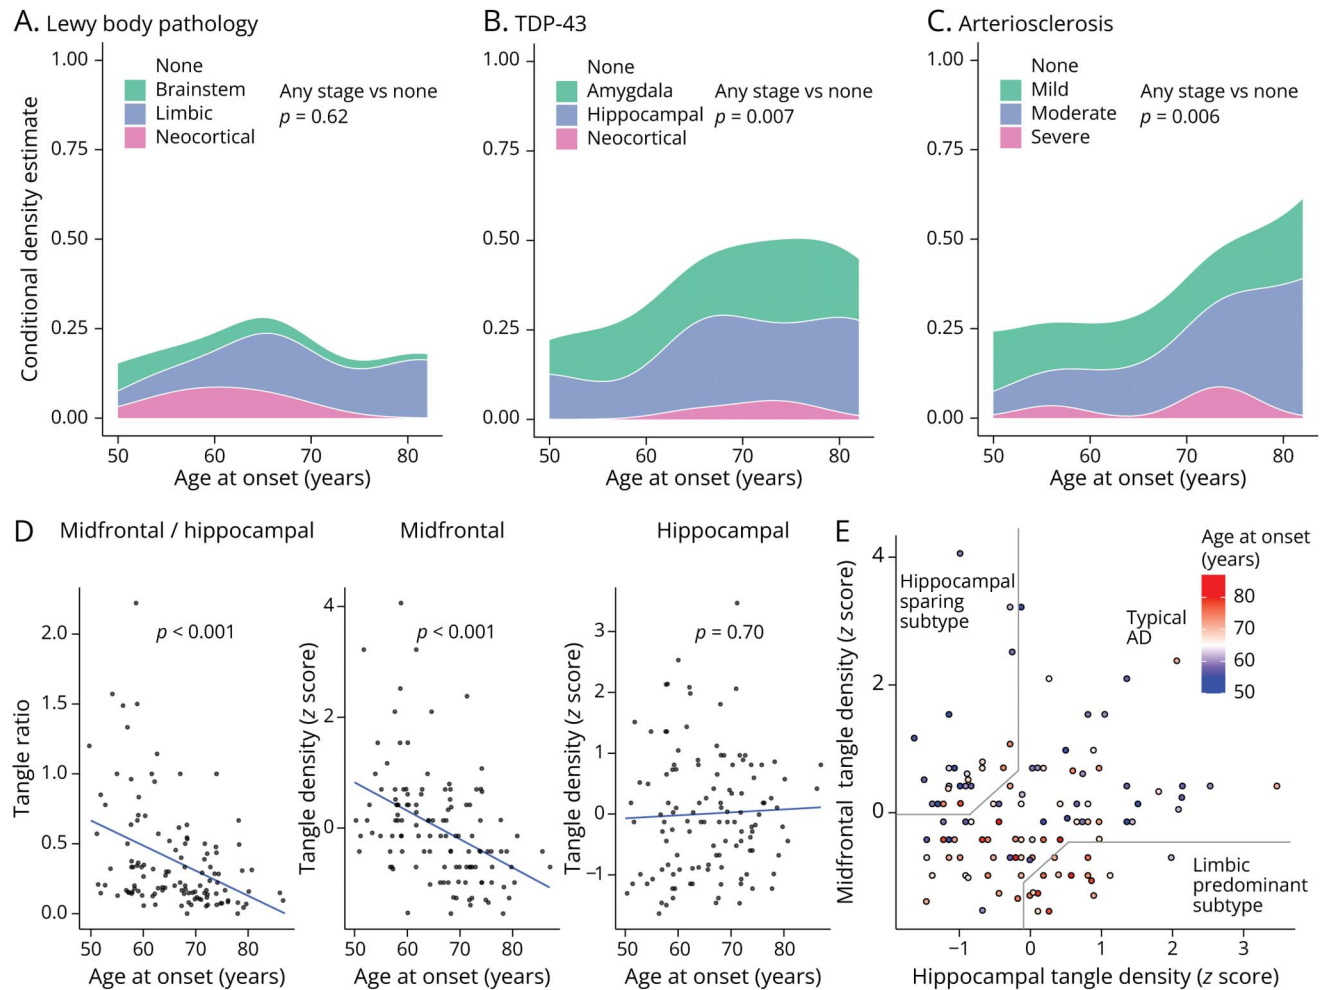 A. Lewy body pathology
1.00
0.75
0.50
0.25
0.00
Conditional density estimate
None
Brainstem
Limbic
Neocortical
Any stage vs none
p = 0.62
50 60 70 80
Age at onset (years)
B. TDP-43
1.00
0.75
0.50
0.25
0.00
None
Amygdala
Hippocampal
Neocortical
Any stage vs none
p = 0.007
50 60 70 80
Age at onset (years)
C. Arteriosclerosis
1.00
0.75
0.50
0.25
0.00
None
Mild
Moderate
Severe
Any stage vs none
p = 0.006
50 60 70 80
Age at onset (years)
D
Midfrontal / hippocampal
Tangle ratio
2.0
1.5
1.0
0.5
0.0
p < 0.001
50 60 70 80
Age at onset (years)
Midfrontal
Tangle density (z score)
4
2
0
p < 0.001
50 60 70 80
Age at onset (years)
Hippocampal
Tangle density (z score)
3
2
1
0
−1
p = 0.70
50 60 70 80
Age at onset (years)
E
Midfrontal tangle density (z score)
4
2
0
Hippocampal
sparing
subtype
Typical
AD
Limbic
predominant
subtype
Age at onset
(years)
80
70
60
50
−1 0 1 2 3
Hippocampal tangle density (z score)